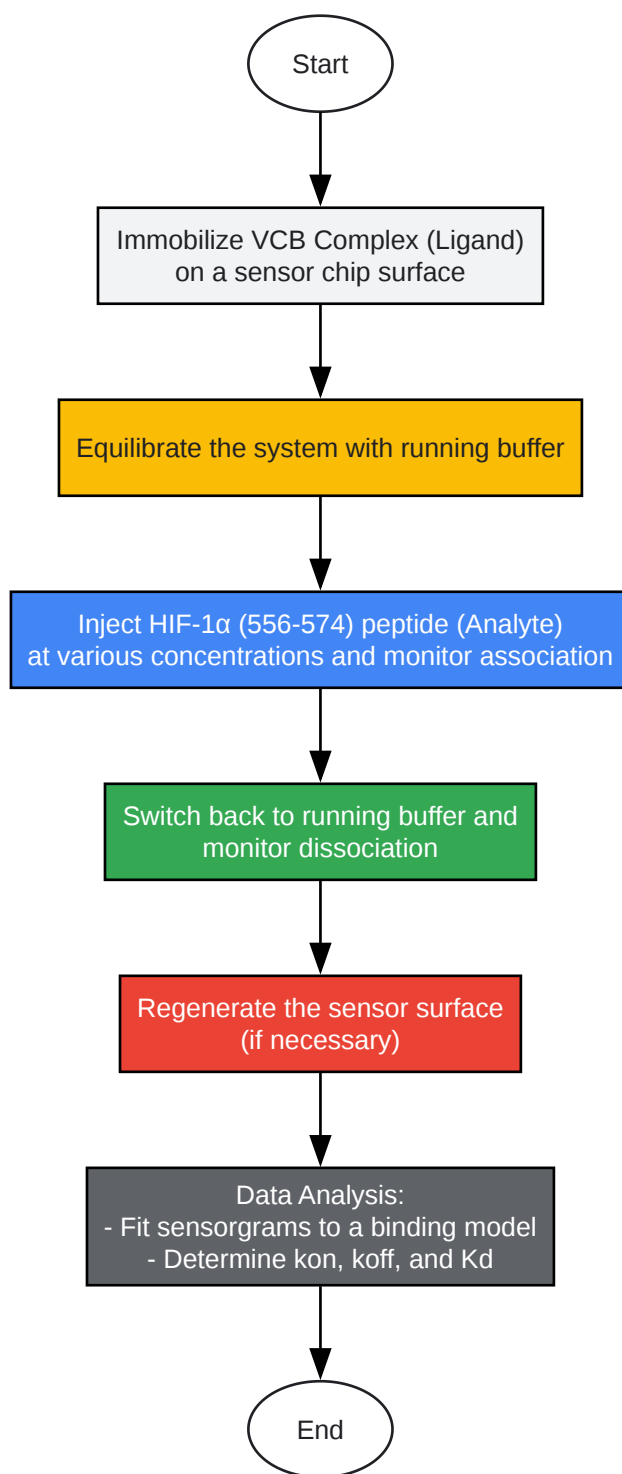 Start
Immobilize VCB Complex (Ligand)
on a sensor chip surface
Equilibrate the system with running buffer
Inject HIF-1α (556-574) peptide (Analyte)
at various concentrations and monitor association
Switch back to running buffer and
monitor dissociation
Regenerate the sensor surface
(if necessary)
Data Analysis:
- Fit sensorgrams to a binding model
- Determine kon, koff, and Kd
End